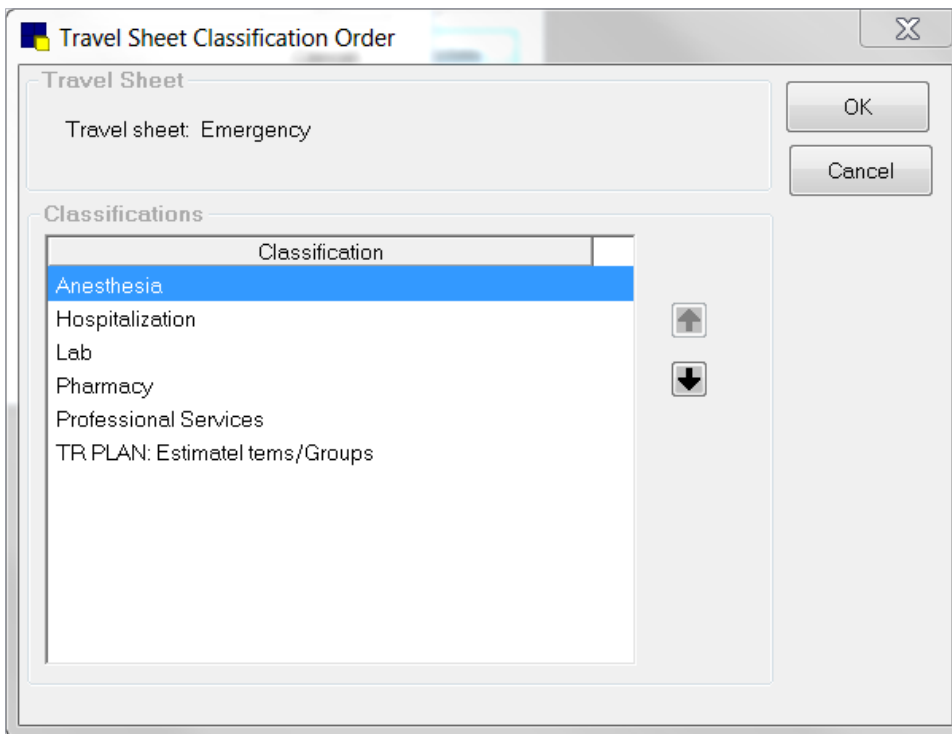 Travel Sheet Classification Order
Travel Sheet
OK
Travel sheet: Emergency
Cancel
Classifications
Classification
Anesthesia
Hospitalization
Lab
Pharmacy
Professional Services
TR PLAN: Estimatel tems/Groups